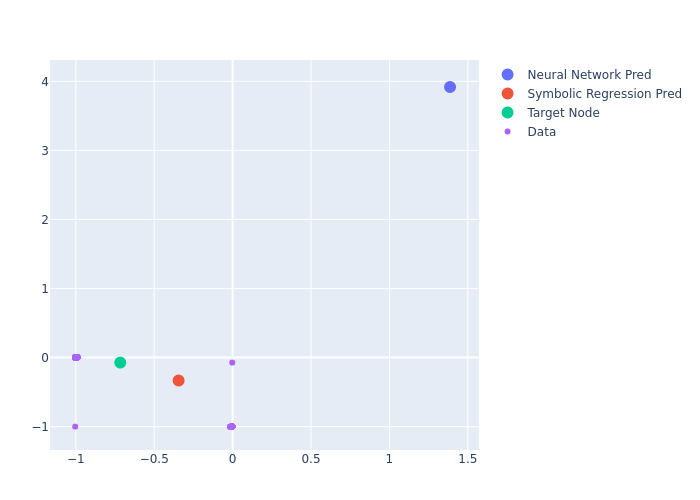 Neural Network Pred
Symbolic Regression Pred
Target Node
Data
4
3
2
1
0
−1
−1 −0.5 0 0.5 1 1.5